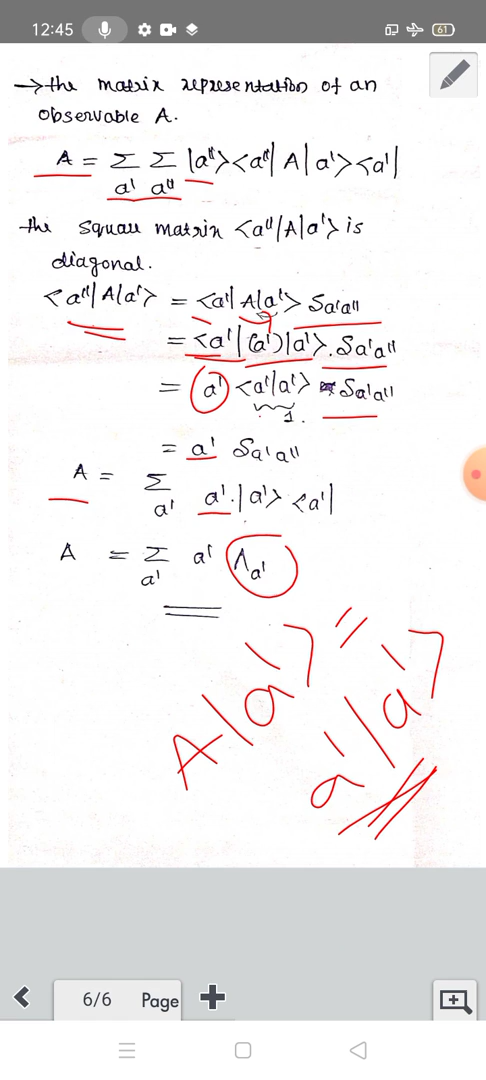 12:45
61
→the matrix representation of an
observable A.
A = Σ Σ |a''><a''| A | a'> <a'|
a' a''
the square matrix <a''|A|a'> is
diagonal.
<a''|A|a'> = <a'| A|a'> δa'a''
= <a'|(a')|a'>.δa'a''
= a' <a'|a'> δa'a''
1.
= a' δa'a''
A = Σ a'.|a'> <a'|
a'
A = Σ a' Λa'
a'
A|a'> =
a'|a'>
6/6 Page